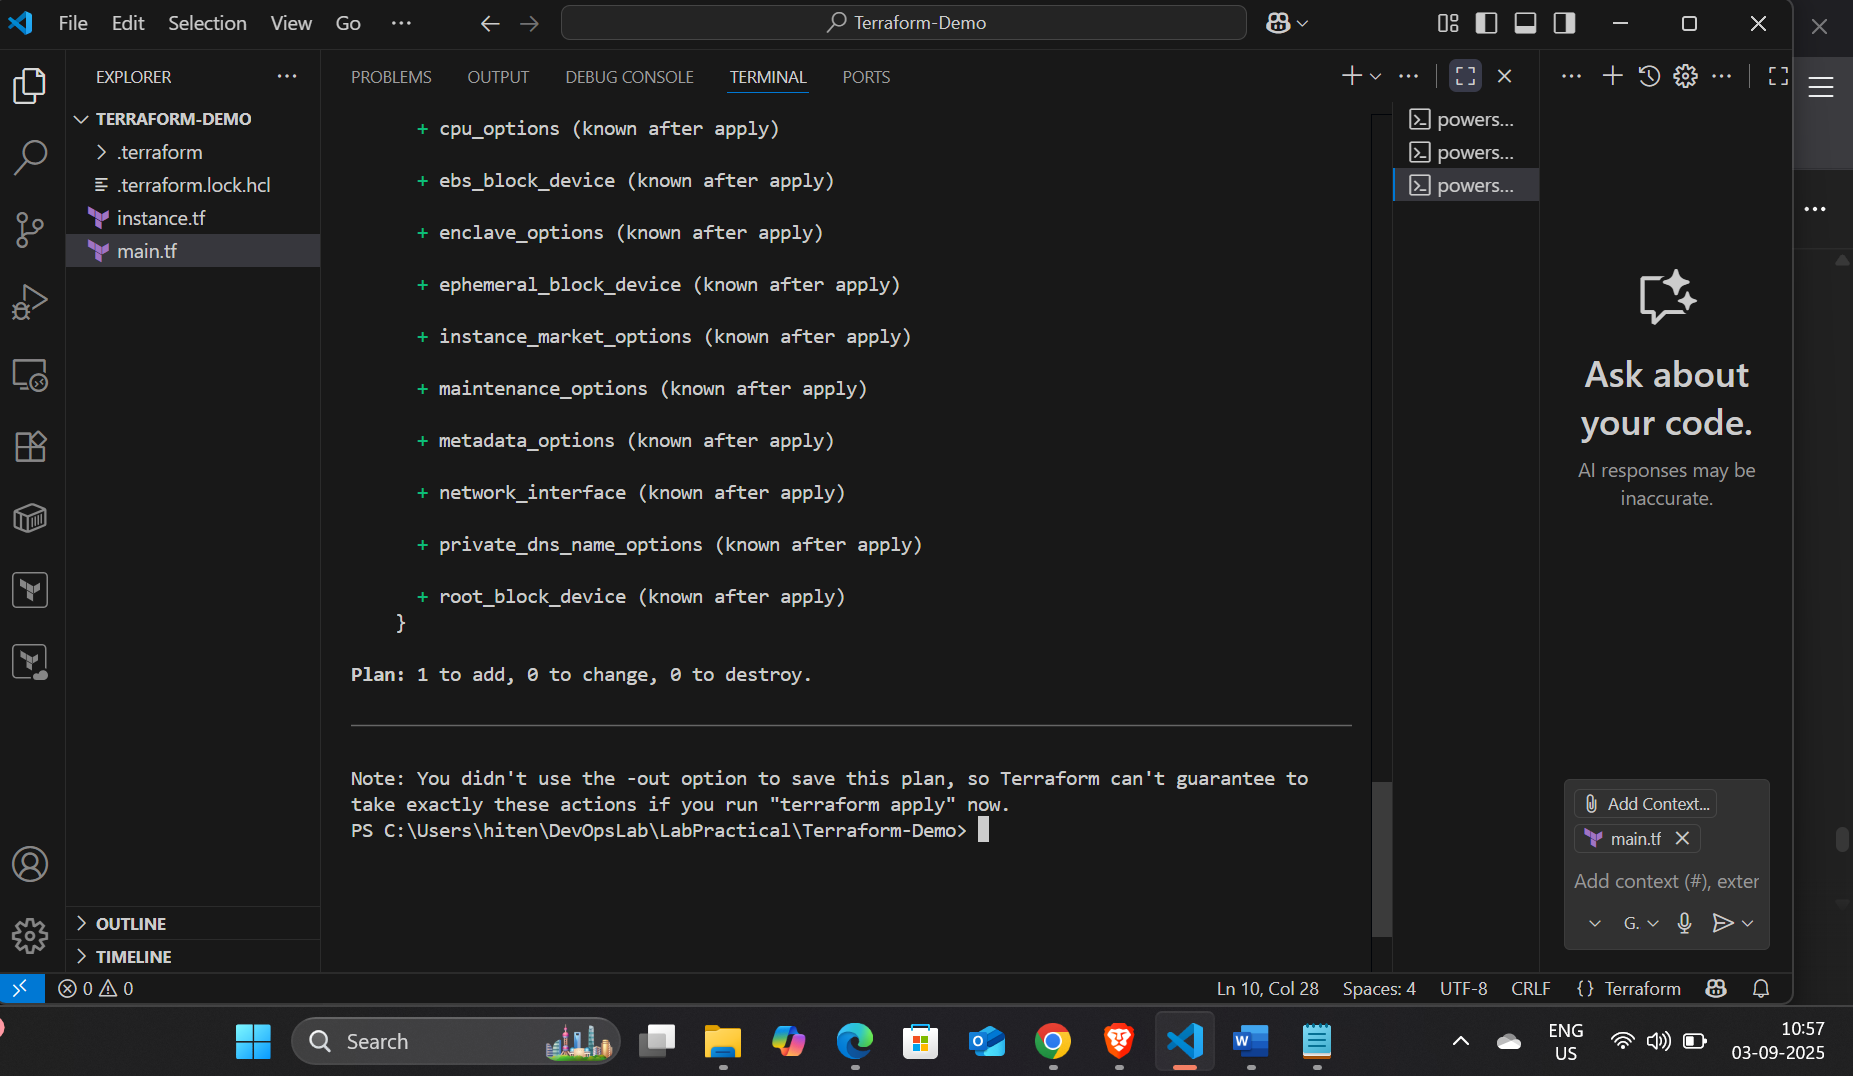 File Edit Selection View Go
Terraform-Demo
EXPLORER
TERRAFORM-DEMO
.terraform
.terraform.lock.hcl
instance.tf
main.tf
OUTLINE
TIMELINE
PROBLEMS OUTPUT DEBUG CONSOLE TERMINAL PORTS
+ cpu_options (known after apply)
+ ebs_block_device (known after apply)
+ enclave_options (known after apply)
+ ephemeral_block_device (known after apply)
+ instance_market_options (known after apply)
+ maintenance_options (known after apply)
+ metadata_options (known after apply)
+ network_interface (known after apply)
+ private_dns_name_options (known after apply)
+ root_block_device (known after apply)
}
Plan: 1 to add, 0 to change, 0 to destroy.
Note: You didn't use the -out option to save this plan, so Terraform can't guarantee to
take exactly these actions if you run "terraform apply" now.
PS C:\Users\hiten\DevOpsLab\LabPractical\Terraform-Demo>
powers...
powers...
powers...
Ask about
your code.
AI responses may be
inaccurate.
Add Context...
main.tf
Add context (#), exter
G.
0 0
Ln 10, Col 28 Spaces: 4 UTF-8 CRLF {} Terraform
Search
ENG
US
10:57
03-09-2025